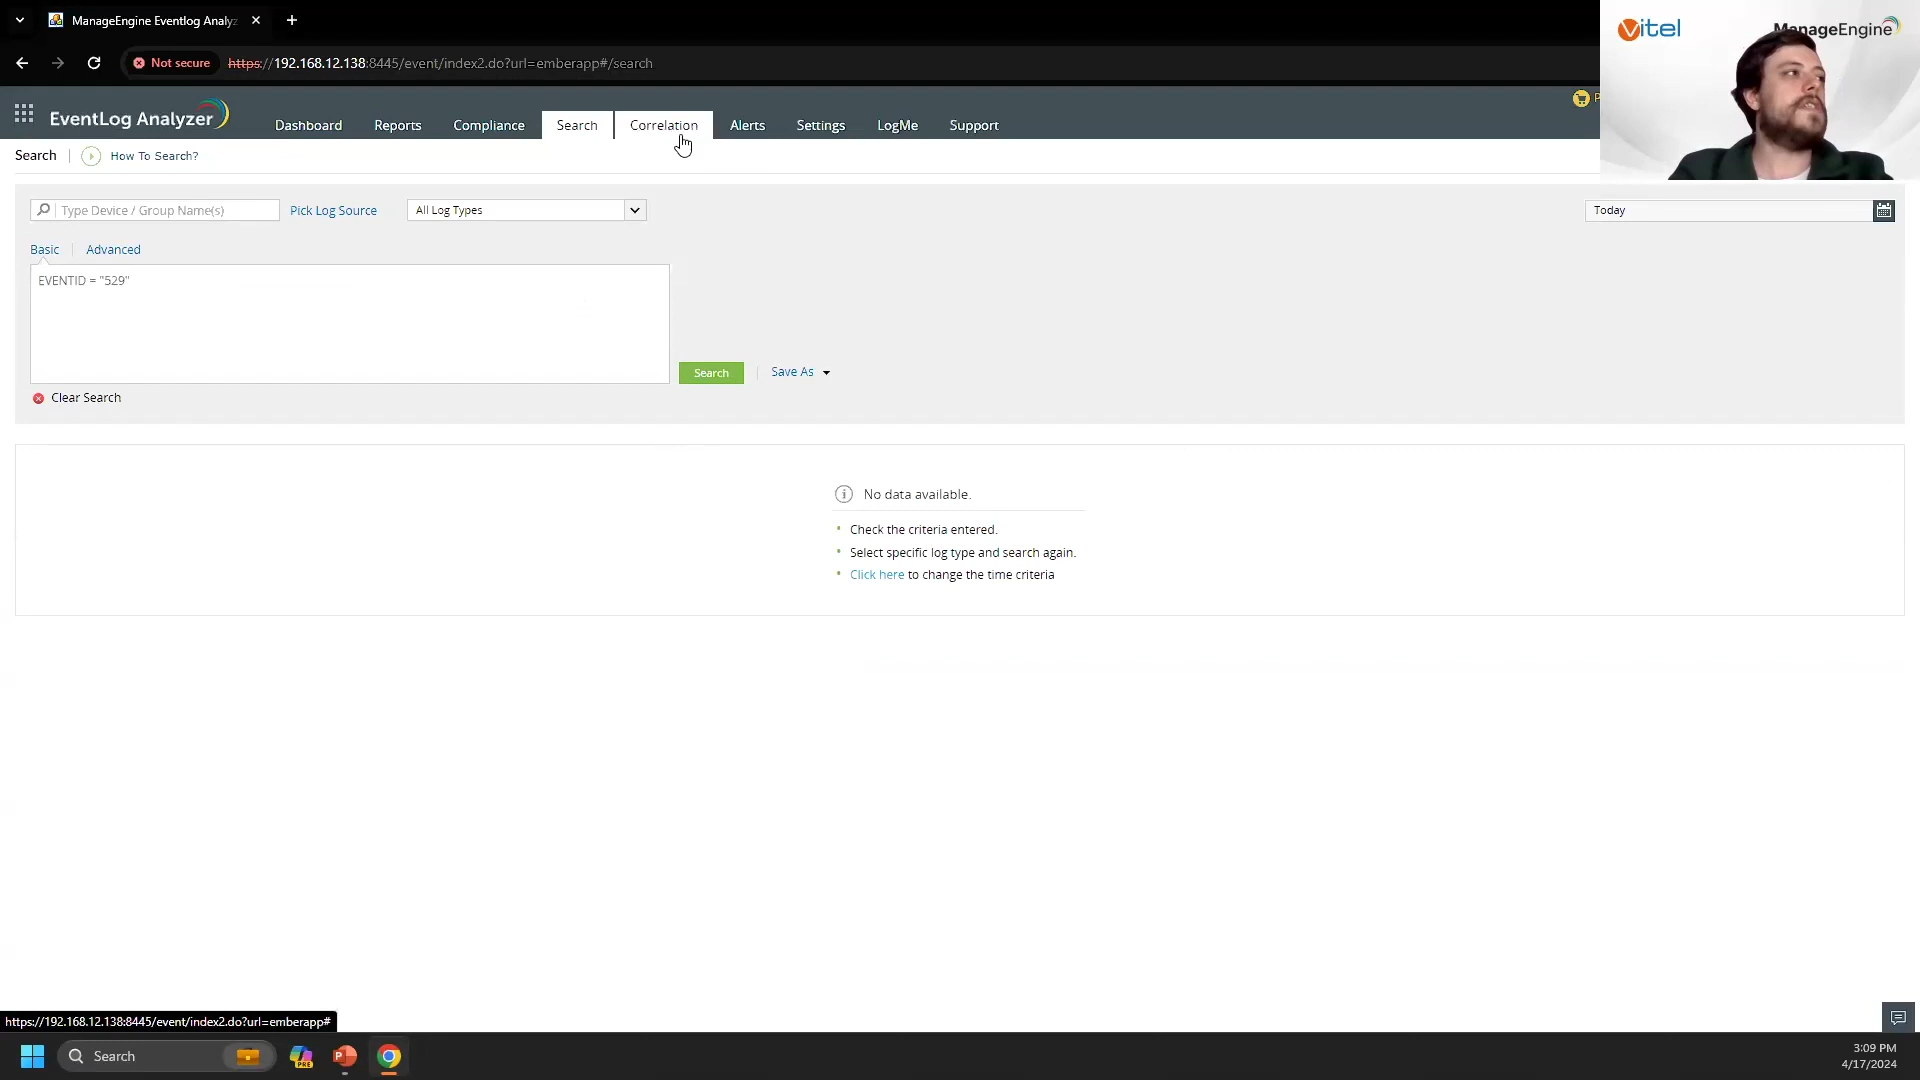 ManageEngine Eventlog Analyz
Not secure
https://192.168.12.138:8445/event/index2.do?url=emberapp#/search
Vitel
ManageEngine
EventLog Analyzer
Dashboard
Reports
Compliance
Search
Correlation
Alerts
Settings
LogMe
Support
Search
How To Search?
Type Device / Group Name(s)
Pick Log Source
All Log Types
Today
Basic
Advanced
EVENTID = "529"
Search
Save As
Clear Search
No data available.
Check the criteria entered.
Select specific log type and search again.
Click here to change the time criteria
https://192.168.12.138:8445/event/index2.do?url=emberapp#
Search
PRE
3:09 PM
4/17/2024